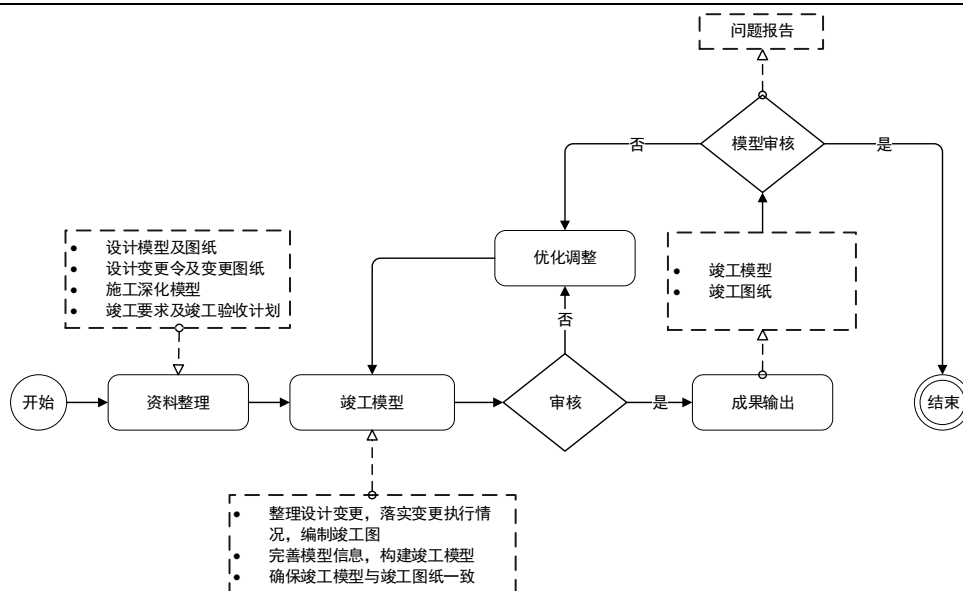 问题报告
模型审核
否
是
• 设计模型及图纸
• 设计变更令及变更图纸
• 施工深化模型
• 竣工要求及竣工验收计划
优化调整
• 竣工模型
• 竣工图纸
否
开始
资料整理
竣工模型
审核
是
成果输出
结束
• 整理设计变更，落实变更执行情
况，编制竣工图
• 完善模型信息，构建竣工模型
• 确保竣工模型与竣工图纸一致